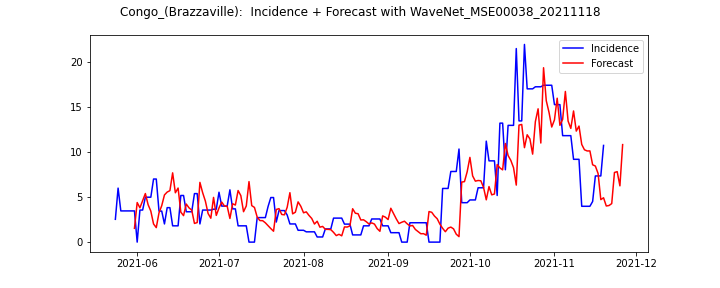 Congo_(Brazzaville):  Incidence + Forecast with WaveNet_MSE00038_20211118
Incidence
Forecast
20
15
10
5
0
2021-06 2021-07 2021-08 2021-09 2021-10 2021-11 2021-12